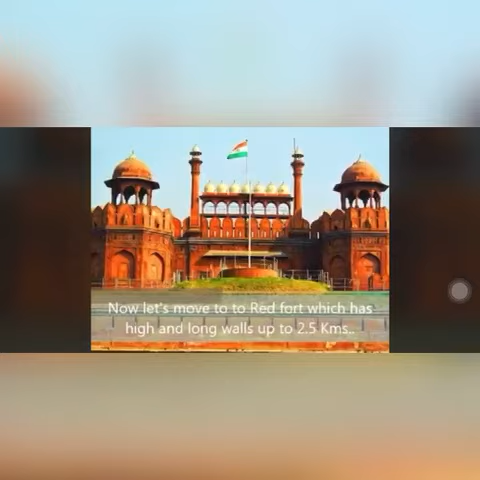 Now let's move to to Red fort which has
high and long walls up to 2.5 Kms..